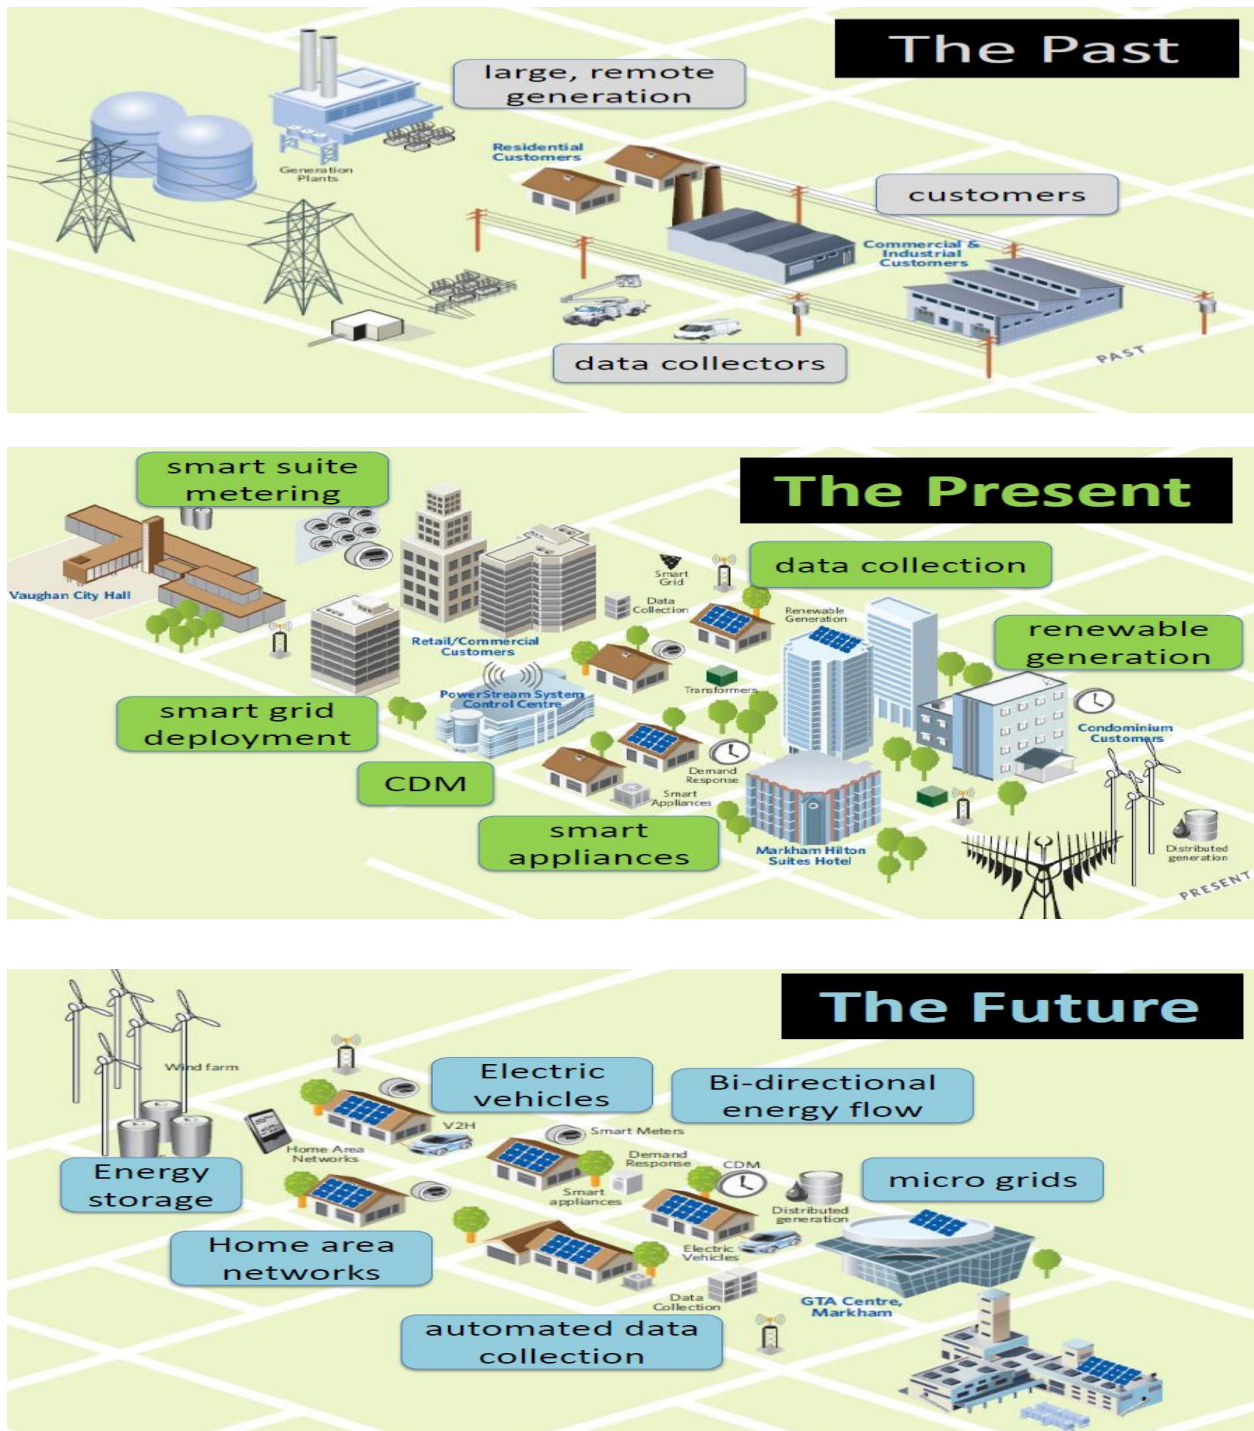 The Past
large, remote
generation
Residential
Customers
Generation
Plants
customers
Commercial &
Industrial
Customers
data collectors
PAST
smart suite
metering
The Present
data collection
Smart
Grid
Data
Collection
Vaughan City Hall
Renewable
Generation
renewable
generation
Retail/Commercial
Customers
Transformers
PowerStream System
Control Centre
smart grid
deployment
Condominium
Customers
CDM
Demand
Response
Smart
Appliances
smart
appliances
Markham Hilton
Suites Hotel
Distributed
generation
PRESENT
The Future
Wind farm
Electric
vehicles
Bi-directional
energy flow
V2H
Smart Meters
Home Area
Networks
Demand
Response
CDM
Energy
storage
Smart
appliances
micro grids
Distributed
generation
Home area
networks
Electric
Vehicles
Data
Collection
GTA Centre,
Markham
automated data
collection